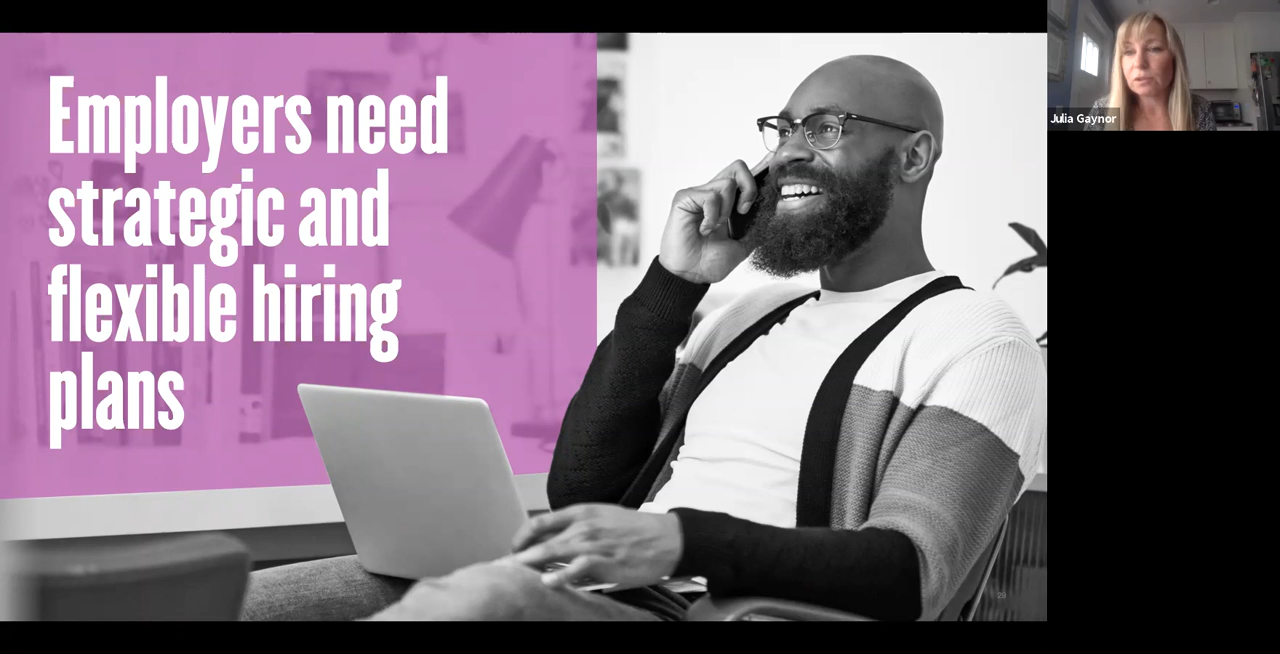 Employers need
strategic and
flexible hiring
plans
Julia Gaynor